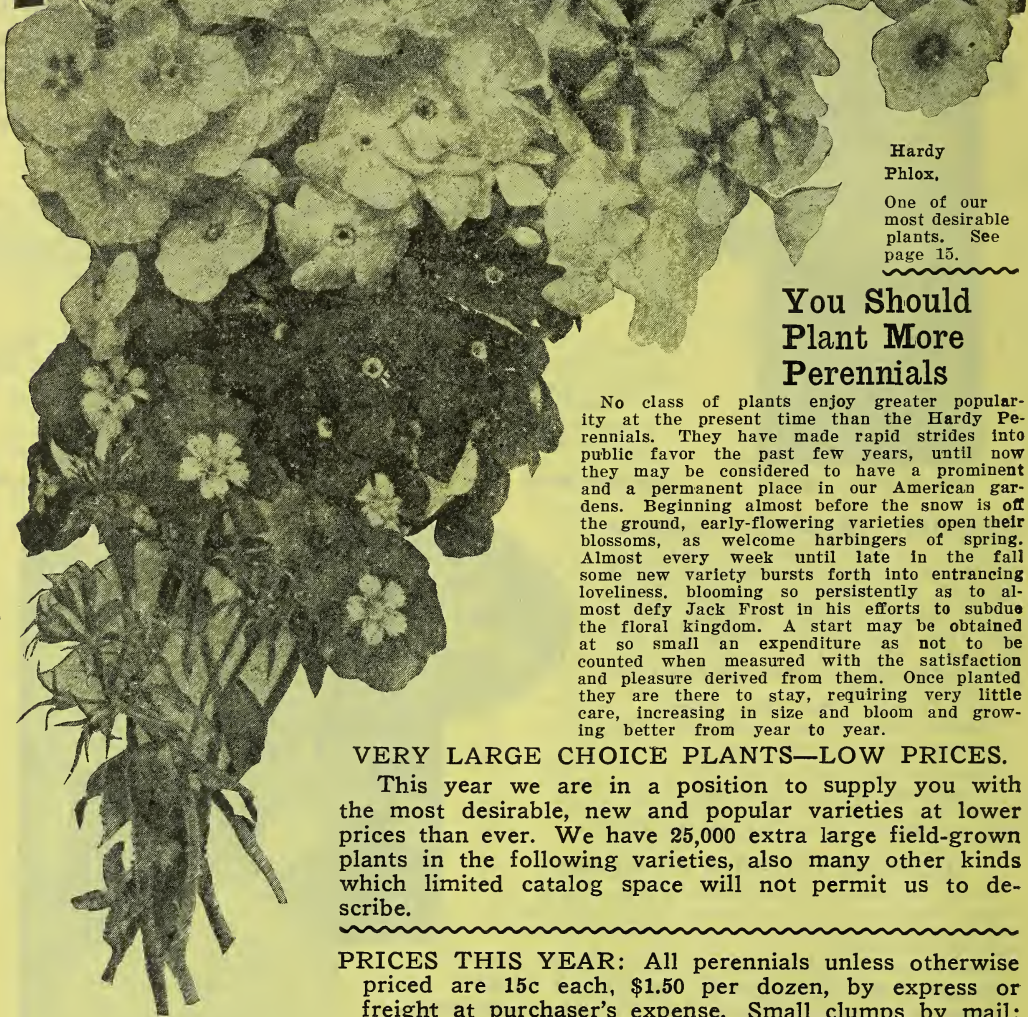 Hardy
Phlox.
One of our
most desirable
plants. See
page 15.
You Should
Plant More
Perennials
No class of plants enjoy greater popular-
ity at the present time than the Hardy Pe-
rennials. They have made rapid strides into
public favor the past few years, until now
they may be considered to have a prominent
and a permanent place in our American gar-
dens. Beginning almost before the snow is off
the ground, early-flowering varieties open their
blossoms, as welcome harbingers of spring.
Almost every week until late in the fall
some new variety bursts forth into entrancing
loveliness. blooming so persistently as to al-
most defy Jack Frost in his efforts to subdue
the floral kingdom. A start may be obtained
at so small an expenditure as not to be
counted when measured with the satisfaction
and pleasure derived from them. Once planted
they are there to stay, requiring very little
care, increasing in size and bloom and grow-
ing better from year to year.
VERY LARGE CHOICE PLANTS—LOW PRICES.
This year we are in a position to supply you with
the most desirable, new and popular varieties at lower
prices than ever. We have 25,000 extra large field-grown
plants in the following varieties, also many other kinds
which limited catalog space will not permit us to de-
scribe.
PRICES THIS YEAR: All perennials unless otherwise
priced are 15c each, $1.50 per dozen, by express or
freight at purchaser's expense. Small clumps by mail: